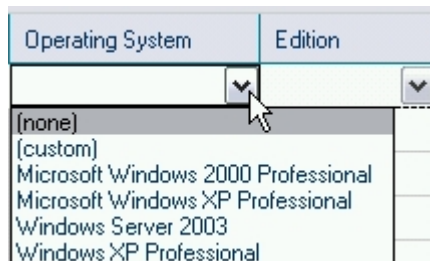 Operating System Edition
(none)
(custom)
Microsoft Windows 2000 Professional
Microsoft Windows XP Professional
Windows Server 2003
Windows XP Professional